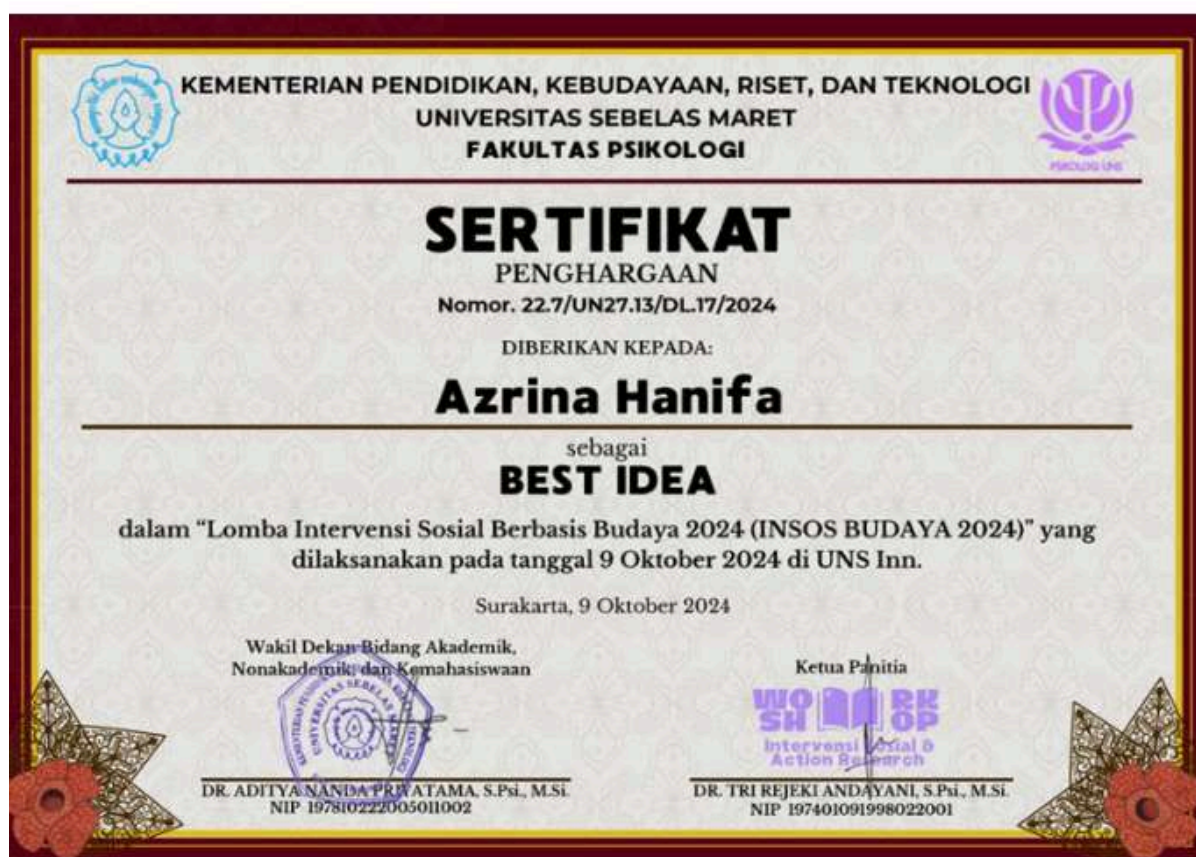 KEMENTERIAN PENDIDIKAN, KEBUDAYAAN, RISET, DAN TEKNOLOGI
UNIVERSITAS SEBELAS MARET
FAKULTAS PSIKOLOGI
PSIKOLOGI UNS
SERTIFIKAT
PENGHARGAAN
Nomor. 22.7/UN27.13/DL.17/2024
DIBERIKAN KEPADA:
Azrina Hanifa
sebagai
BEST IDEA
dalam “Lomba Intervensi Sosial Berbasis Budaya 2024 (INSOS BUDAYA 2024)” yang
dilaksanakan pada tanggal 9 Oktober 2024 di UNS Inn.
Surakarta, 9 Oktober 2024
Wakil Dekan Bidang Akademik,
Nonakademik, dan Kemahasiswaan
UNIVERSITAS SEBELAS MARET
DR. ADITYA NANDA PRIYATAMA, S.Psi., M.Si.
NIP 197810222005011002
Ketua Panitia
WORKSHOP
Intervensi Sosial &
Action Research
DR. TRI REJEKI ANDAYANI, S.Psi., M.Si.
NIP 197401091998022001